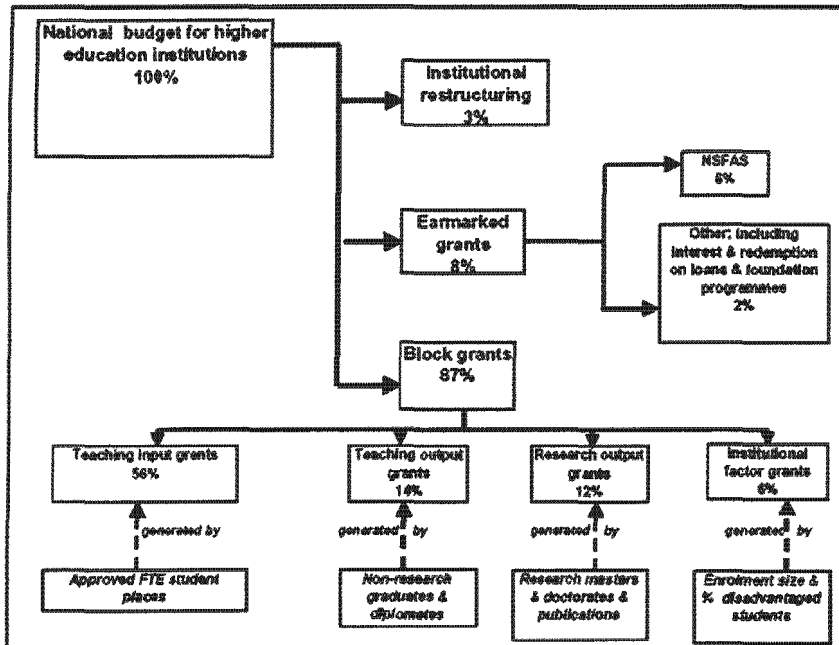 National budget for higher
education institutions
100%
Institutional
restructuring
3%
Earmarked
grants
8%
NSFAS
6%
Other; including
interest & redemption
on loans & foundation
programmes
2%
Block grants
87%
Teaching input grants
56%
Teaching output
grants
14%
Research output
grants
12%
Institutional
factor grants
6%
generated by
generated by
generated by
generated by
Approved FTE student
places
Non-research
graduates &
diplomates
Research masters
& doctorates &
publications
Enrolment size &
% disadvantaged
students